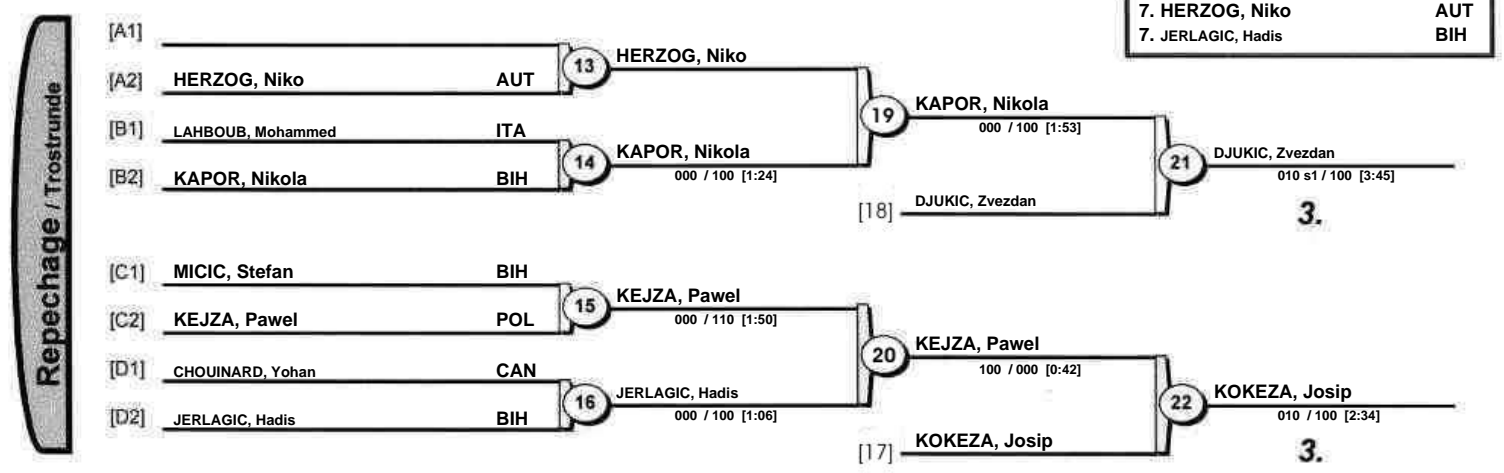 7. HERZOG, Niko AUT
7. JERLAGIC, Hadis BIH
Repechage / Trostrunde
[A1]
13 HERZOG, Niko
[A2] HERZOG, Niko AUT
19 KAPOR, Nikola
000 / 100 [1:53]
[B1] LAHBOUB, Mohammed ITA
14 KAPOR, Nikola
000 / 100 [1:24]
[B2] KAPOR, Nikola BIH
21 DJUKIC, Zvezdan
010 s1 / 100 [3:45]
[18] DJUKIC, Zvezdan
3.
[C1] MICIC, Stefan BIH
15 KEJZA, Pawel
000 / 110 [1:50]
[C2] KEJZA, Pawel POL
20 KEJZA, Pawel
100 / 000 [0:42]
[D1] CHOUINARD, Yohan CAN
16 JERLAGIC, Hadis
000 / 100 [1:06]
[D2] JERLAGIC, Hadis BIH
22 KOKEZA, Josip
010 / 100 [2:34]
[17] KOKEZA, Josip
3.